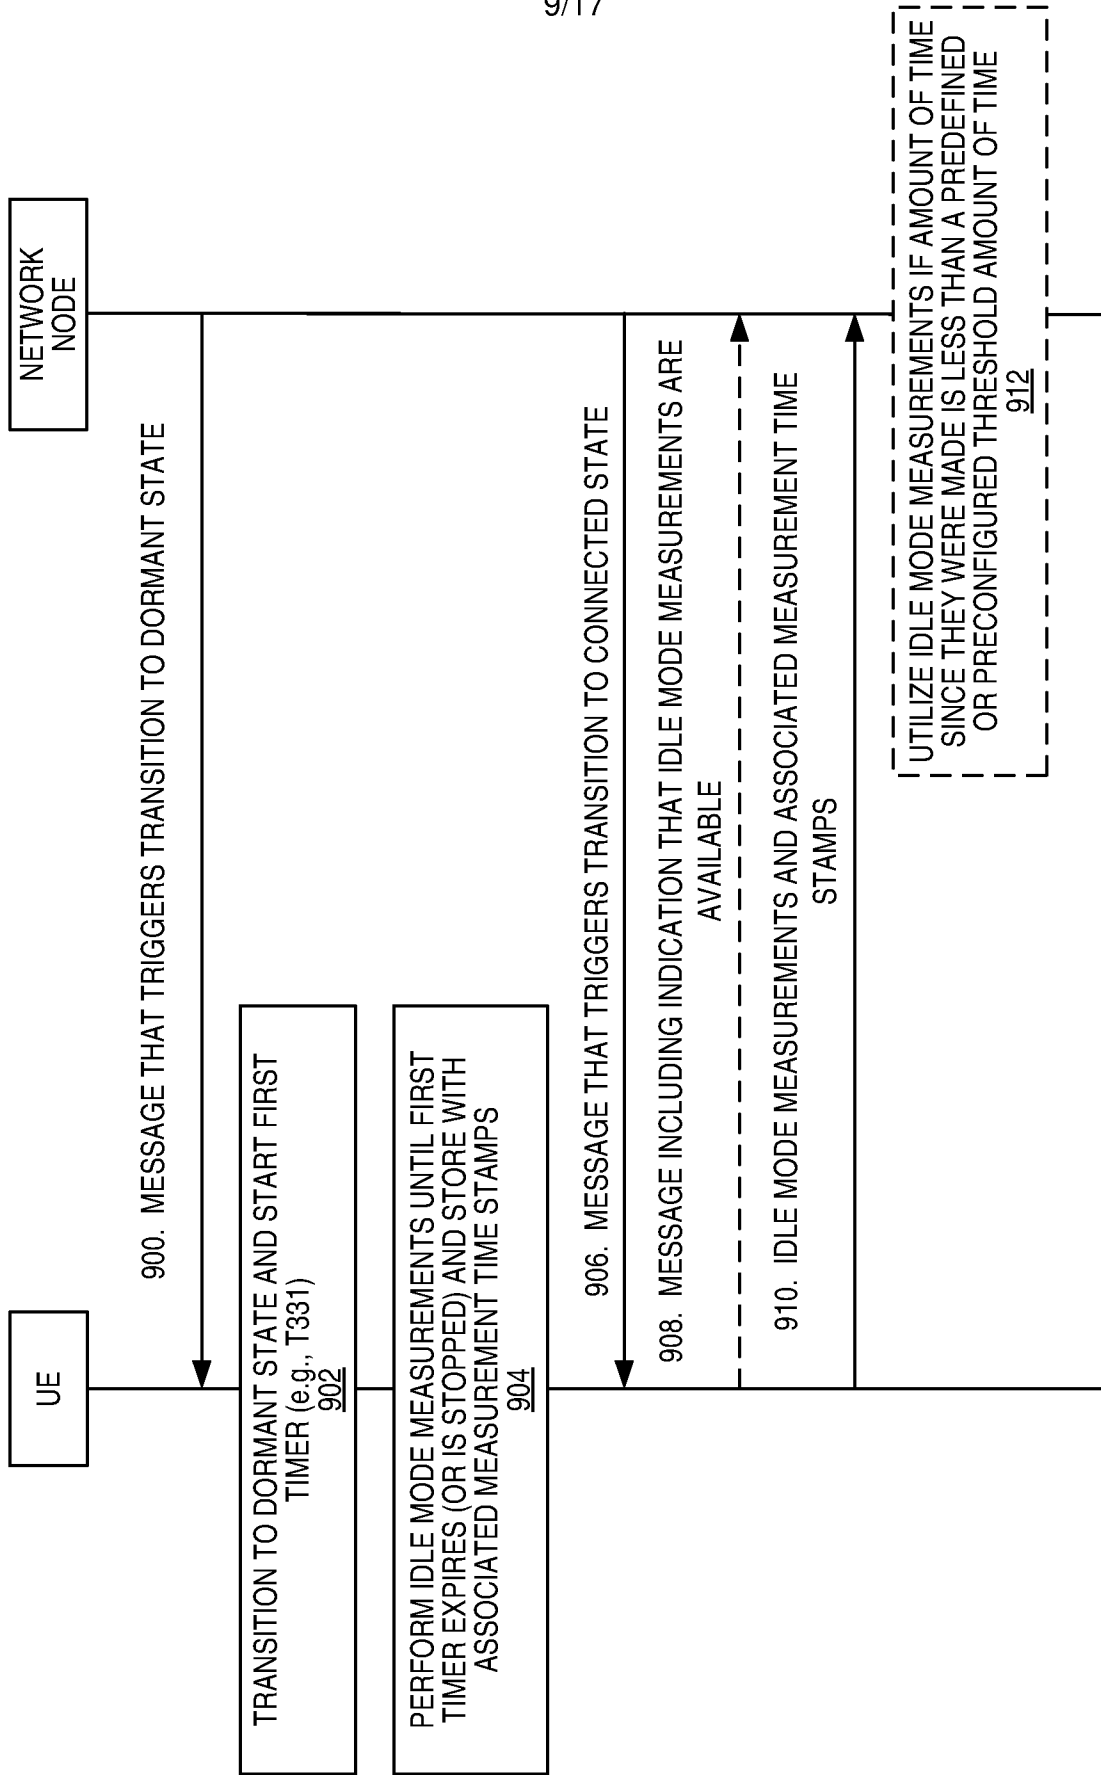 9/17
UE
NETWORK
NODE
900. MESSAGE THAT TRIGGERS TRANSITION TO DORMANT STATE
TRANSITION TO DORMANT STATE AND START FIRST
TIMER (e.g., T331)
902
PERFORM IDLE MODE MEASUREMENTS UNTIL FIRST
TIMER EXPIRES (OR IS STOPPED) AND STORE WITH
ASSOCIATED MEASUREMENT TIME STAMPS
904
906. MESSAGE THAT TRIGGERS TRANSITION TO CONNECTED STATE
908. MESSAGE INCLUDING INDICATION THAT IDLE MODE MEASUREMENTS ARE
AVAILABLE
910. IDLE MODE MEASUREMENTS AND ASSOCIATED MEASUREMENT TIME
STAMPS
UTILIZE IDLE MODE MEASUREMENTS IF AMOUNT OF TIME
SINCE THEY WERE MADE IS LESS THAN A PREDEFINED
OR PRECONFIGURED THRESHOLD AMOUNT OF TIME
912